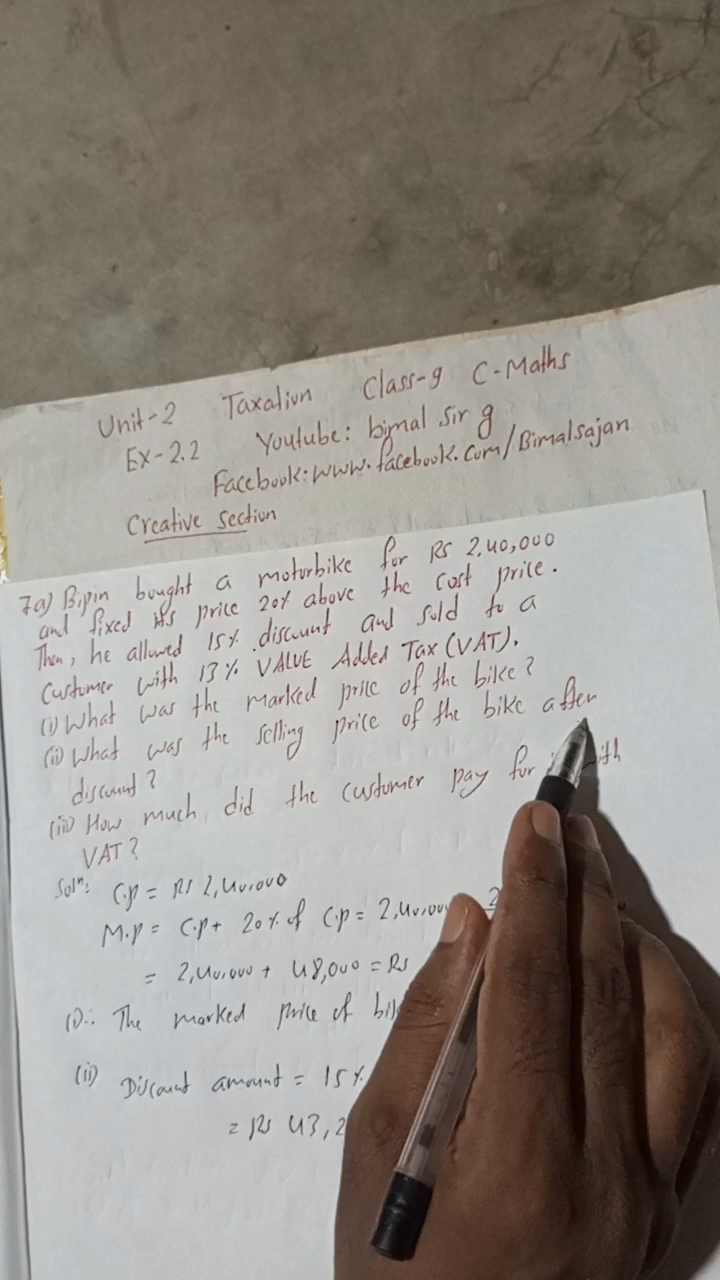 Unit-2 Taxation Class-9 C-Maths
Ex-2.2 Youtube: bimal sir g
Facebook: www.facebook.com/Bimalsajan
Creative section
7a) Bipin bought a motorbike for RS 2,40,000
and fixed its price 20% above the cost price.
Then, he allowed 15% discount and sold to a
customer with 13% VALUE Added Tax (VAT).
(i) What was the marked price of the bike?
(ii) What was the selling price of the bike after
discount?
(iii) How much did the customer pay for with
VAT?
Solⁿ: C.p = RS 2,40,000
M.p = C.p + 20% of C.p = 2,40,000
= 2,40,000 + 48,000 = Rs
(i)∴ The marked price of
(ii) Discount amount = 15%
= Rs 43,2